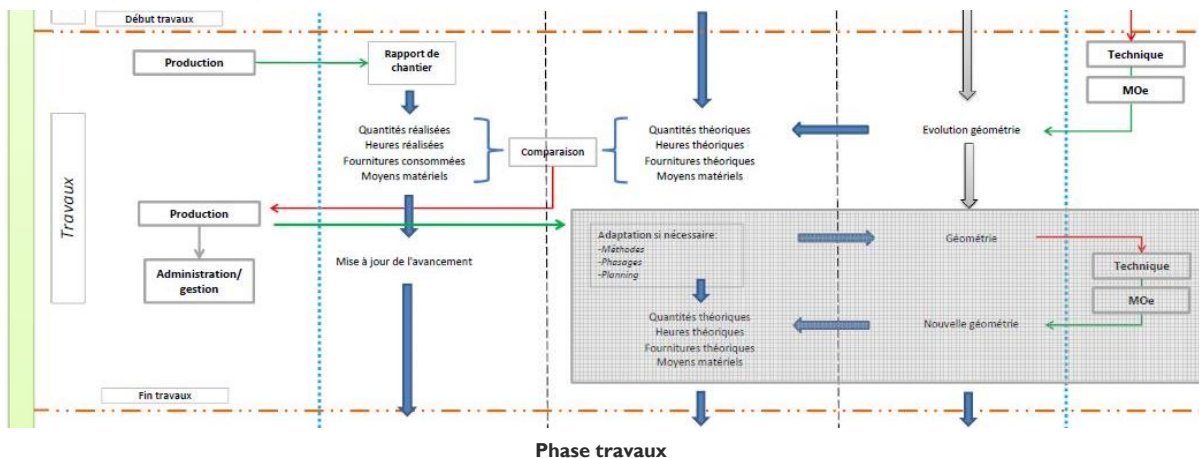 Début travaux
Production
Rapport de
chantier
Technique
MOe
Quantités réalisées
Heures réalisées
Fournitures consommées
Moyens matériels
Comparaison
Quantités théoriques
Heures théoriques
Fournitures théoriques
Moyens matériels
Evolution géométrie
Travaux
Production
Administration/
gestion
Mise à jour de l'avancement
Adaptation si nécessaire:
-Méthodes
-Phasages
-Planning
Géométrie
Technique
MOe
Quantités théoriques
Heures théoriques
Fournitures théoriques
Moyens matériels
Nouvelle géométrie
Fin travaux
Phase travaux